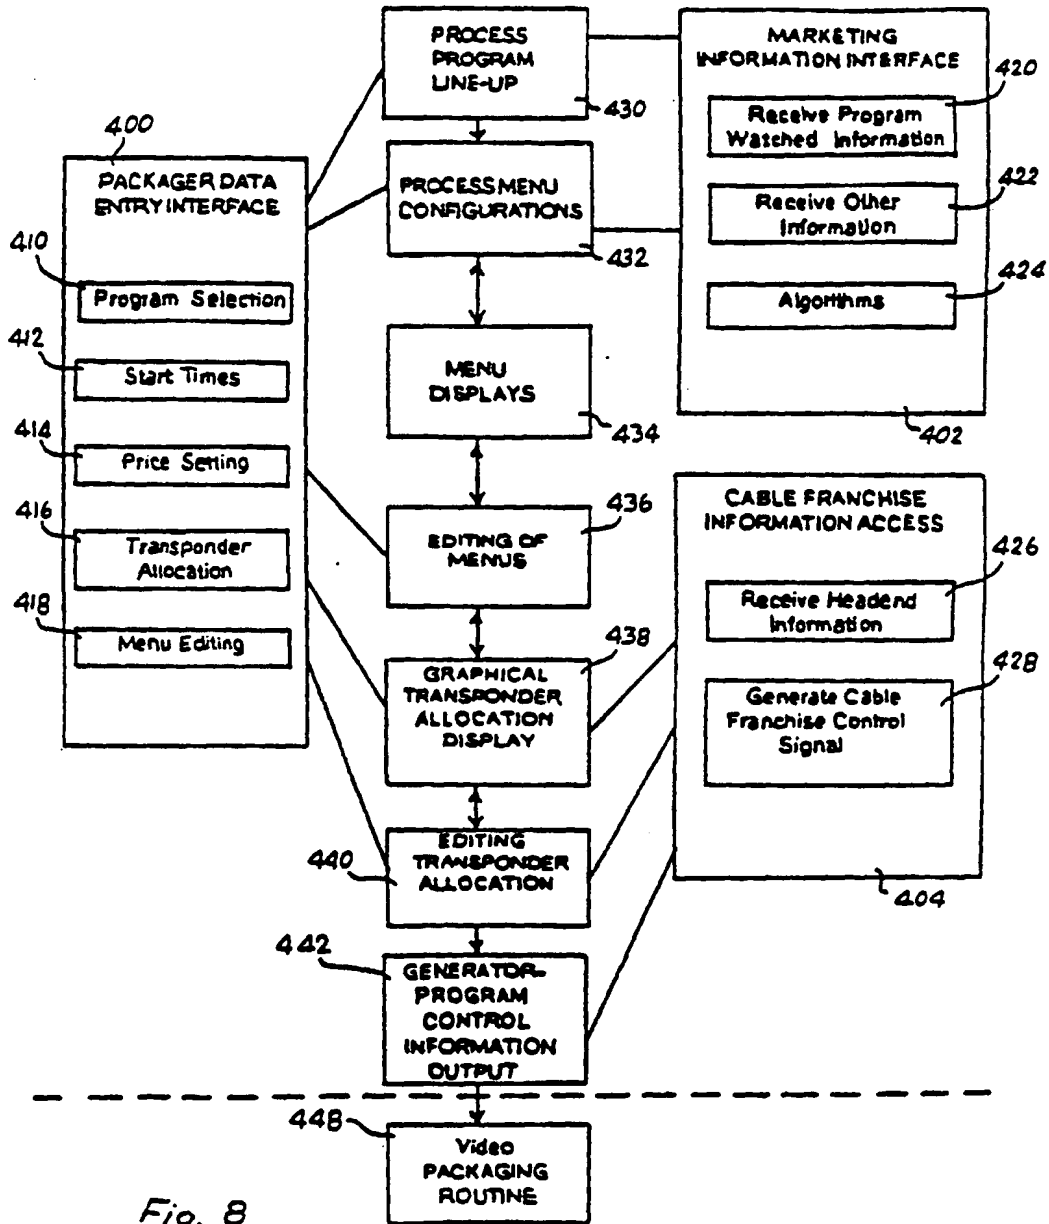 PROCESS
PROGRAM
LINE-UP
430
MARKETING
INFORMATION INTERFACE
420
Receive Program
Watched Information
422
Receive Other
Information
424
Algorithms
402
400
PACKAGER DATA
ENTRY INTERFACE
410
Program Selection
412
Start Times
414
Price Setting
416
Transponder
Allocation
418
Menu Editing
PROCESS MENU
CONFIGURATIONS
432
MENU
DISPLAYS
434
436
EDITING OF
MENUS
438
GRAPHICAL
TRANSPONDER
ALLOCATION
DISPLAY
CABLE FRANCHISE
INFORMATION ACCESS
426
Receive Headend
Information
428
Generate Cable
Franchise Control
Signal
404
440
EDITING
TRANSPONDER
ALLOCATION
442
GENERATOR-
PROGRAM
CONTROL
INFORMATION
OUTPUT
448
Video
PACKAGING
ROUTINE
Fig. 8